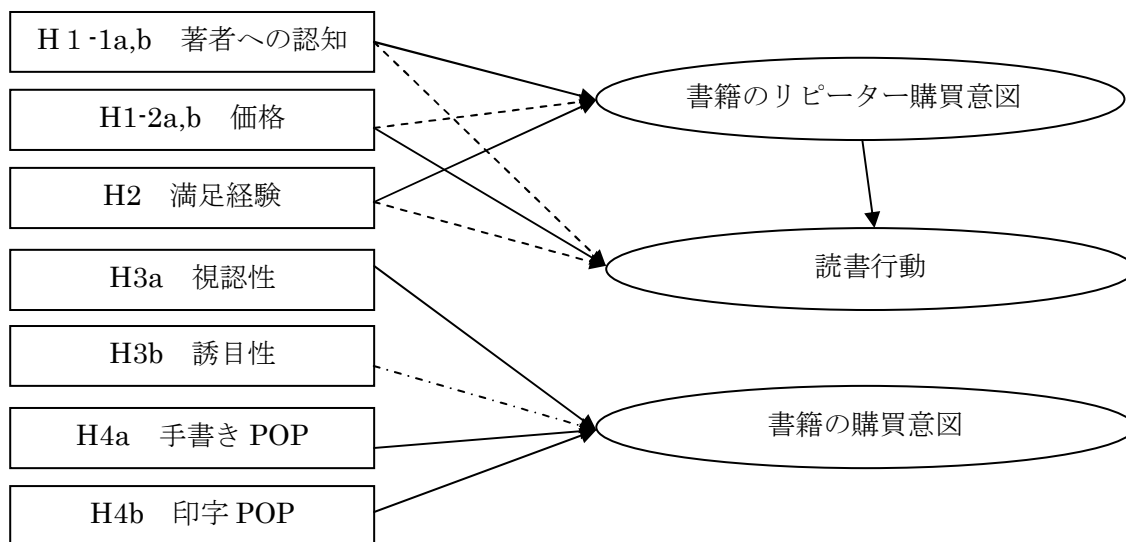 H１-1a,b　著者への認知
H1-2a,b　価格
H2　満足経験
H3a　視認性
H3b　誘目性
H4a　手書き POP
H4b　印字 POP
書籍のリピーター購買意図
読書行動
書籍の購買意図